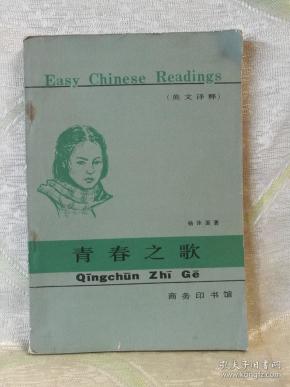 Easy Chinese Readings
(英文译释)
杨沫原著
青春之歌
Qīngchūn Zhī Gē
商务印书馆